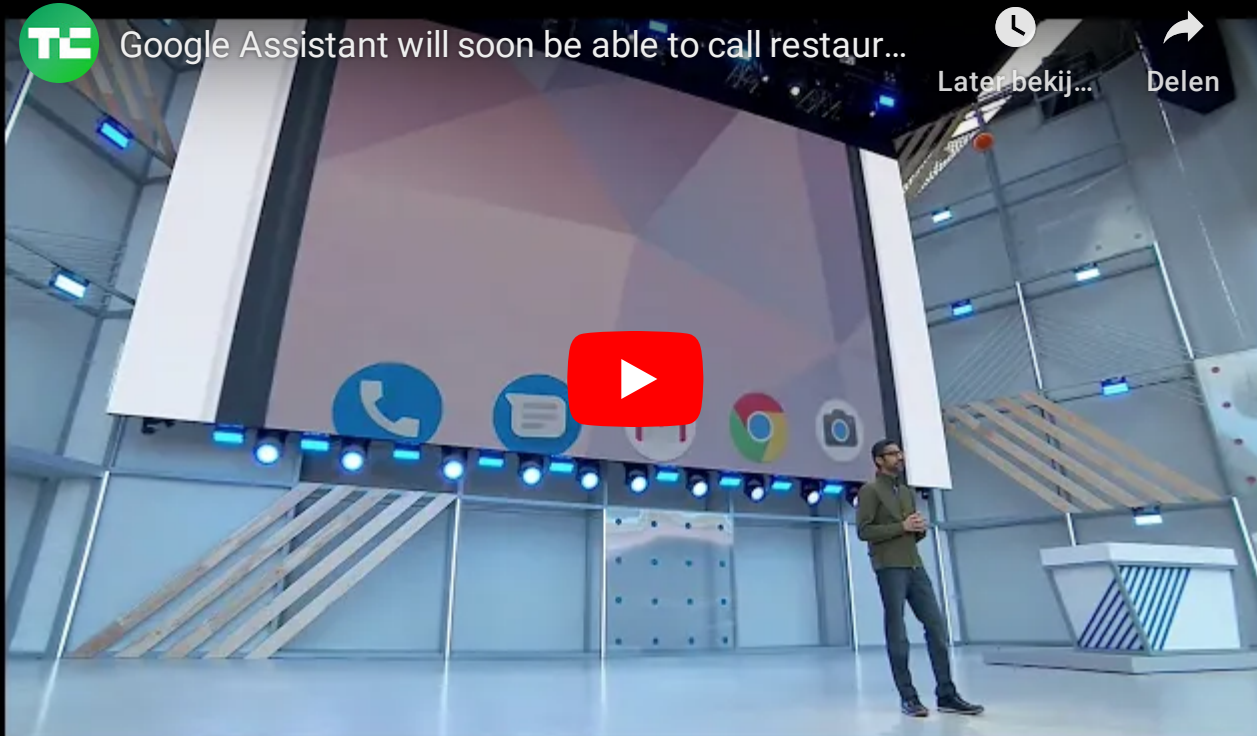 TC
Google Assistant will soon be able to call restaur...
Later bekij...
Delen